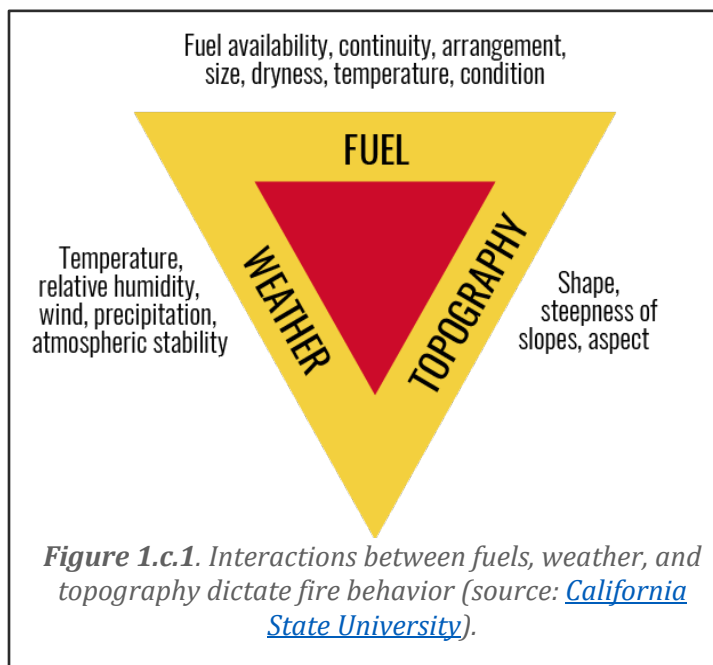 Fuel availability, continuity, arrangement,
size, dryness, temperature, condition
FUEL
Temperature,
relative humidity,
wind, precipitation,
atmospheric stability
WEATHER
TOPOGRAPHY
Shape,
steepness of
slopes, aspect
Figure 1.c.1. Interactions between fuels, weather, and
topography dictate fire behavior (source: California
State University).